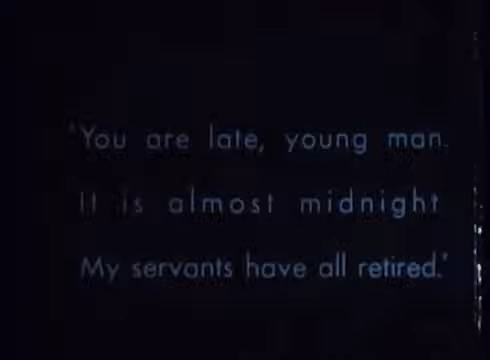 'You are late, young man.
It is almost midnight
My servants have all retired.'